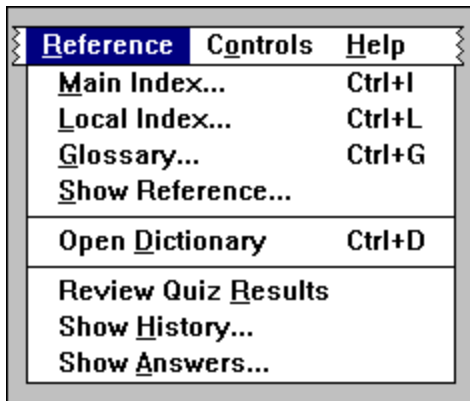 Reference Controls Help
Main Index... Ctrl+I
Local Index... Ctrl+L
Glossary... Ctrl+G
Show Reference...
Open Dictionary Ctrl+D
Review Quiz Results
Show History...
Show Answers...